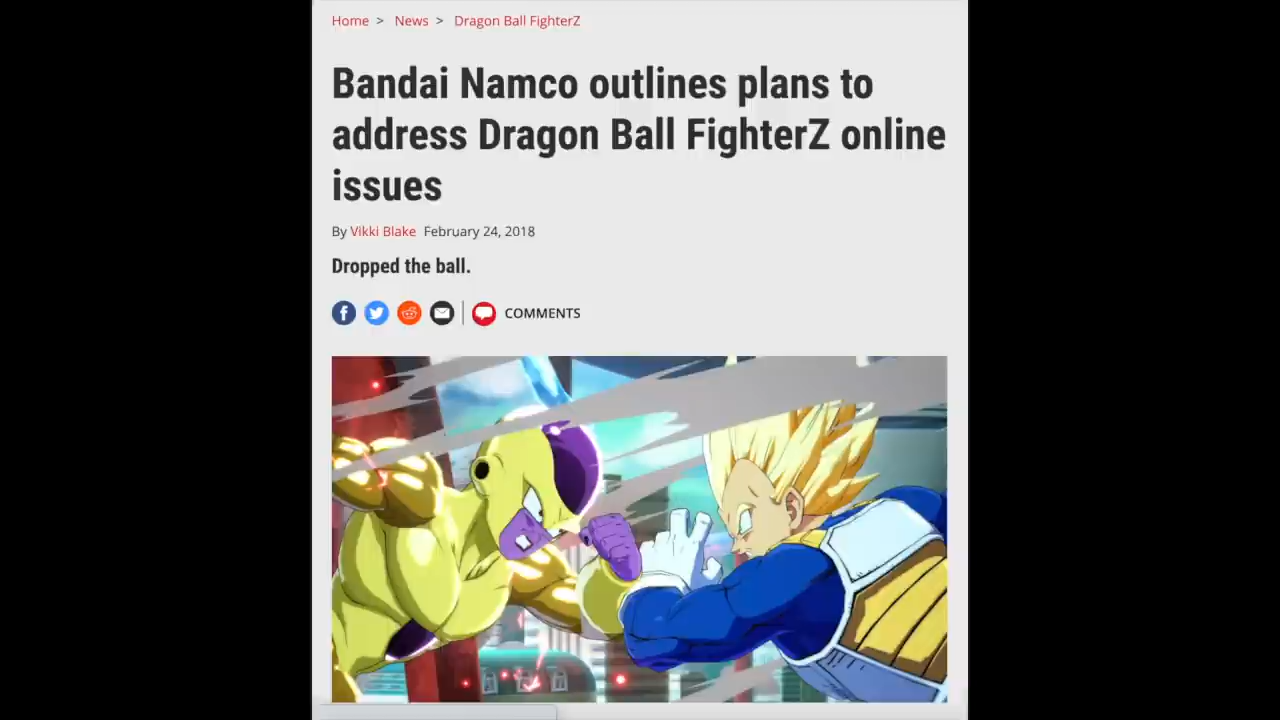 Home > News > Dragon Ball FighterZ
Bandai Namco outlines plans to
address Dragon Ball FighterZ online
issues
By Vikki Blake February 24, 2018
Dropped the ball.
COMMENTS